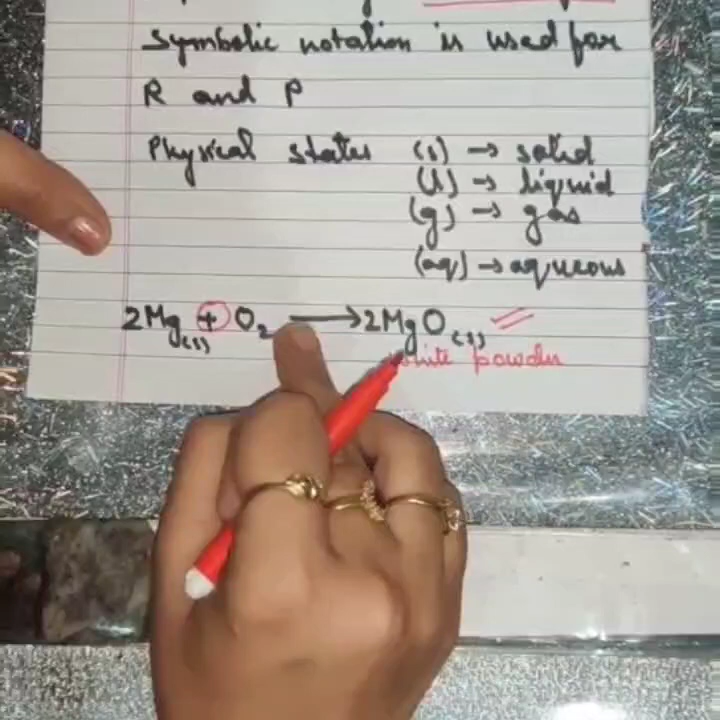 Symbolic notation is used for
R and P
Physical states (s) → solid
(l) → liquid
(g) → gas
(aq) → aqueous
2Mg(s) + O2 → 2MgO(s)
white powder